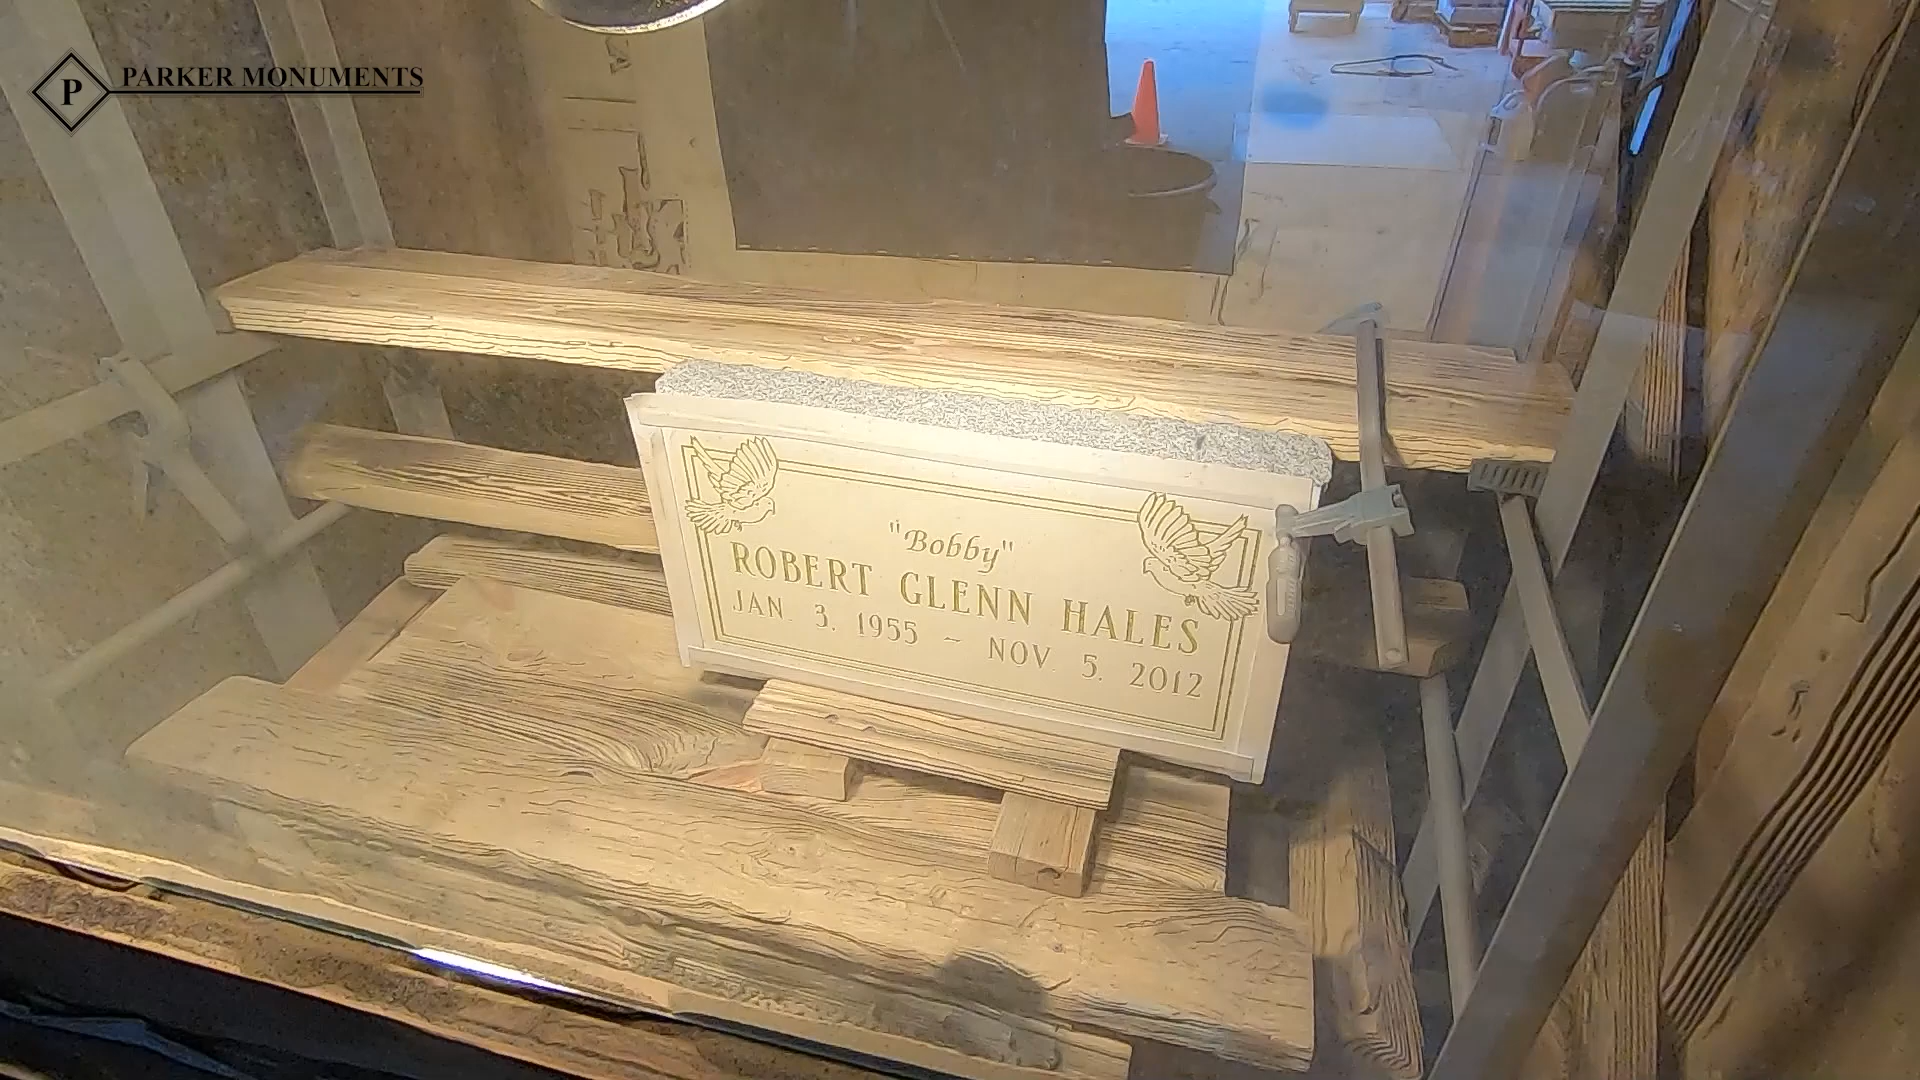 P PARKER MONUMENTS
"Bobby"
ROBERT GLENN HALES
JAN. 3. 1955 ~ NOV. 5. 2012